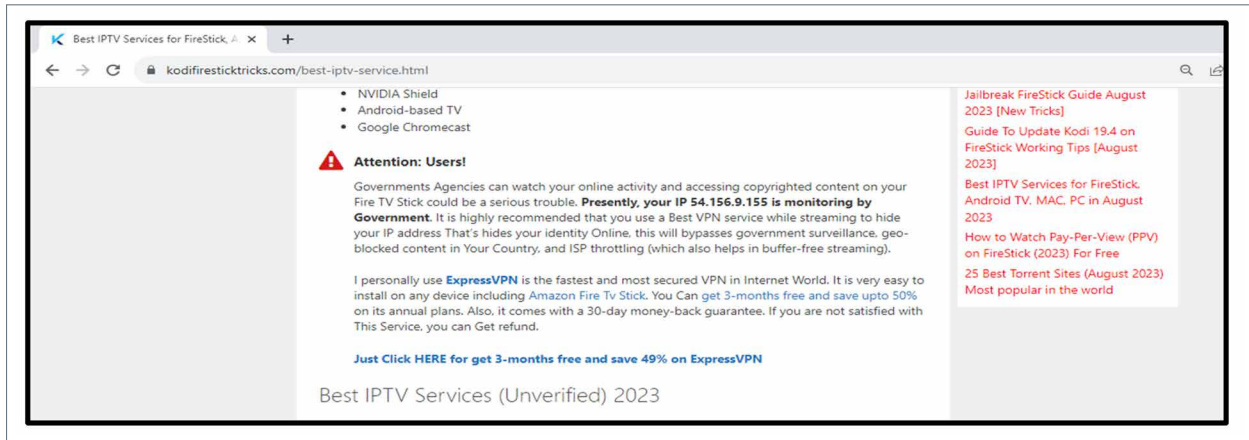 Best IPTV Services for FireStick, A
kodifiresticktricks.com/best-iptv-service.html
NVIDIA Shield
Android-based TV
Google Chromecast
Attention: Users!
Governments Agencies can watch your online activity and accessing copyrighted content on your
Fire TV Stick could be a serious trouble. Presently, your IP 54.156.9.155 is monitoring by
Government. It is highly recommended that you use a Best VPN service while streaming to hide
your IP address That's hides your identity Online, this will bypasses government surveillance, geo-
blocked content in Your Country, and ISP throttling (which also helps in buffer-free streaming).
I personally use ExpressVPN is the fastest and most secured VPN in Internet World. It is very easy to
install on any device including Amazon Fire Tv Stick. You Can get 3-months free and save upto 50%
on its annual plans. Also, it comes with a 30-day money-back guarantee. If you are not satisfied with
This Service, you can Get refund.
Just Click HERE for get 3-months free and save 49% on ExpressVPN
Best IPTV Services (Unverified) 2023
Jailbreak FireStick Guide August
2023 [New Tricks]
Guide To Update Kodi 19.4 on
FireStick Working Tips [August
2023]
Best IPTV Services for FireStick,
Android TV, MAC, PC in August
2023
How to Watch Pay-Per-View (PPV)
on FireStick (2023) For Free
25 Best Torrent Sites (August 2023)
Most popular in the world